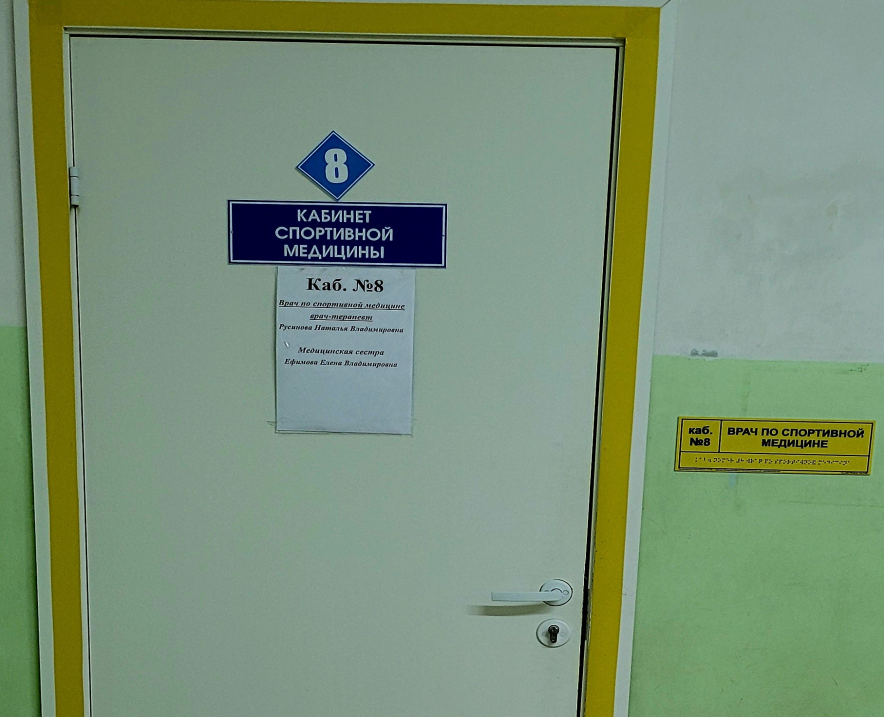 8
КАБИНЕТ
СПОРТИВНОЙ
МЕДИЦИНЫ
Каб. №8
Врач по спортивной медицине
врач-терапевт
Русинова Наталья Владимировна
Медицинская сестра
Ефимова Елена Владимировна
каб.
№8
ВРАЧ ПО СПОРТИВНОЙ
МЕДИЦИНЕ